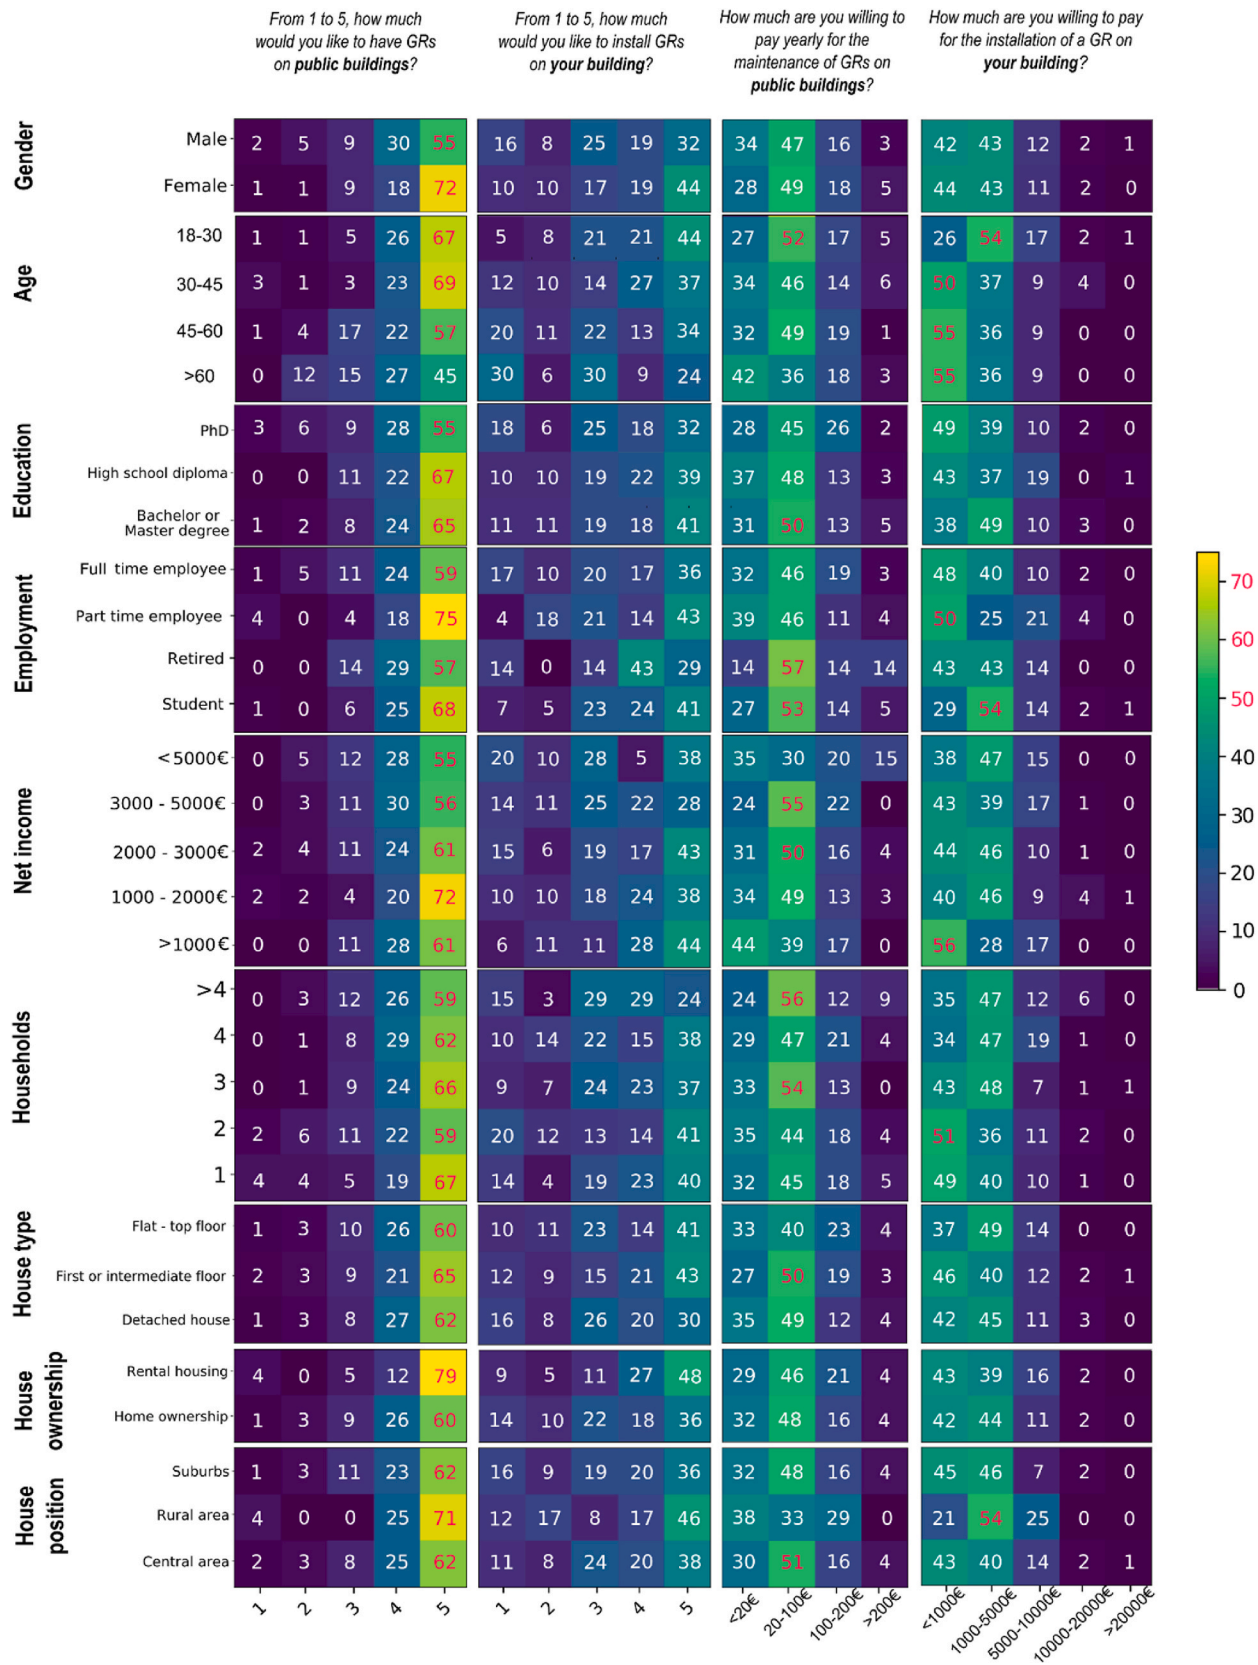 From 1 to 5, how much
would you like to have GRs
on public buildings?
From 1 to 5, how much
would you like to install GRs
on your building?
How much are you willing to
pay yearly for the
maintenance of GRs on
public buildings?
How much are you willing to pay
for the installation of a GR on
your building?
Gender
Male 2 5 9 30 55 16 8 25 19 32 34 47 16 3 42 43 12 2 1
Female 1 1 9 18 72 10 10 17 19 44 28 49 18 5 44 43 11 2 0
Age
18-30 1 1 5 26 67 5 8 21 21 44 27 52 17 5 26 54 17 2 1
30-45 3 1 3 23 69 12 10 14 27 37 34 46 14 6 50 37 9 4 0
45-60 1 4 17 22 57 20 11 22 13 34 32 49 19 1 55 36 9 0 0
>60 0 12 15 27 45 30 6 30 9 24 42 36 18 3 55 36 9 0 0
Education
PhD 3 6 9 28 55 18 6 25 18 32 28 45 26 2 49 39 10 2 0
High school diploma 0 0 11 22 67 10 10 19 22 39 37 48 13 3 43 37 19 0 1
Bachelor or
Master degree 1 2 8 24 65 11 11 19 18 41 31 50 13 5 38 49 10 3 0
Employment
Full time employee 1 5 11 24 59 17 10 20 17 36 32 46 19 3 48 40 10 2 0
Part time employee 4 0 4 18 75 4 18 21 14 43 39 46 11 4 50 25 21 4 0
Retired 0 0 14 29 57 14 0 14 43 29 14 57 14 14 43 43 14 0 0
Student 1 0 6 25 68 7 5 23 24 41 27 53 14 5 29 54 14 2 1
Net income
<5000€ 0 5 12 28 55 20 10 28 5 38 35 30 20 15 38 47 15 0 0
3000 - 5000€ 0 3 11 30 56 14 11 25 22 28 24 55 22 0 43 39 17 1 0
2000 - 3000€ 2 4 11 24 61 15 6 19 17 43 31 50 16 4 44 46 10 1 0
1000 - 2000€ 2 2 4 20 72 10 10 18 24 38 34 49 13 3 40 46 9 4 1
>1000€ 0 0 11 28 61 6 11 11 28 44 44 39 17 0 56 28 17 0 0
Households
>4 0 3 12 26 59 15 3 29 29 24 24 56 12 9 35 47 12 6 0
4 0 1 8 29 62 10 14 22 15 38 29 47 21 4 34 47 19 1 0
3 0 1 9 24 66 9 7 24 23 37 33 54 13 0 43 48 7 1 1
2 2 6 11 22 59 20 12 13 14 41 35 44 18 4 51 36 11 2 0
1 4 4 5 19 67 14 4 19 23 40 32 45 18 5 49 40 10 1 0
House type
Flat - top floor 1 3 10 26 60 10 11 23 14 41 33 40 23 4 37 49 14 0 0
First or intermediate floor 2 3 9 21 65 12 9 15 21 43 27 50 19 3 46 40 12 2 1
Detached house 1 3 8 27 62 16 8 26 20 30 35 49 12 4 42 45 11 3 0
House
ownership
Rental housing 4 0 5 12 79 9 5 11 27 48 29 46 21 4 43 39 16 2 0
Home ownership 1 3 9 26 60 14 10 22 18 36 32 48 16 4 42 44 11 2 0
House
position
Suburbs 1 3 11 23 62 16 9 19 20 36 32 48 16 4 45 46 7 2 0
Rural area 4 0 0 25 71 12 17 8 17 46 38 33 29 0 21 54 25 0 0
Central area 2 3 8 25 62 11 8 24 20 38 30 51 16 4 43 40 14 2 1
1 2 3 4 5 1 2 3 4 5 <20€ 20-100€ 100-200€ >200€ <1000€ 1000-5000€ 5000-10000€ 10000-20000€ >20000€
70
60
50
40
30
20
10
0